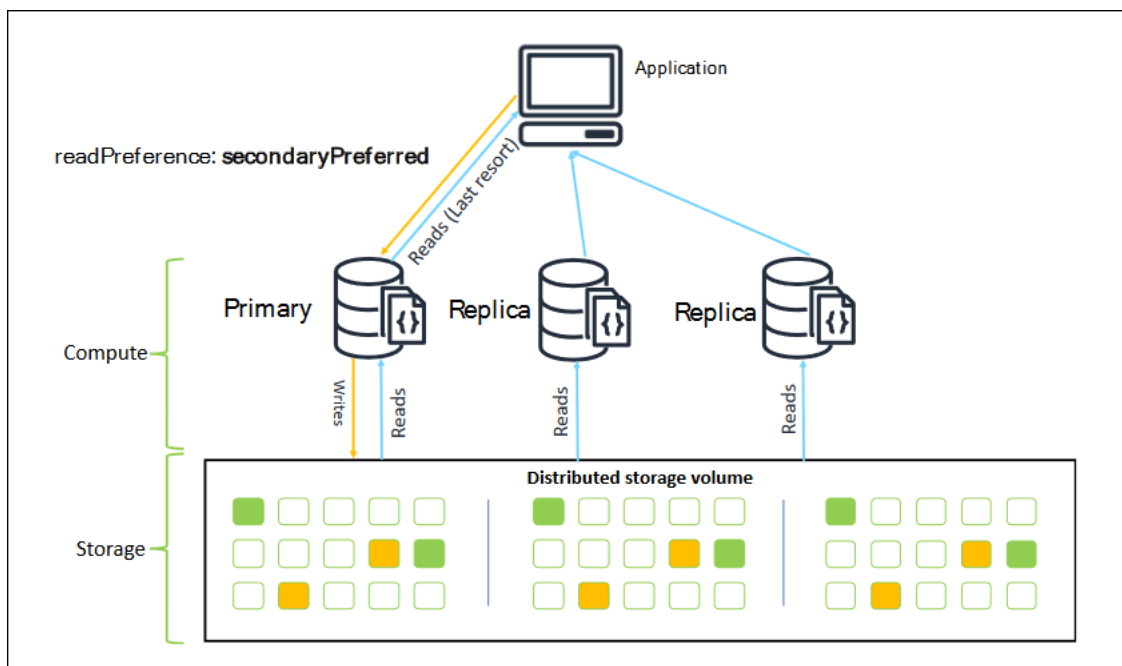 Application
readPreference: secondaryPreferred
Reads (Last resort)
Primary
Replica
Replica
Compute
Writes
Reads
Reads
Reads
Distributed storage volume
Storage